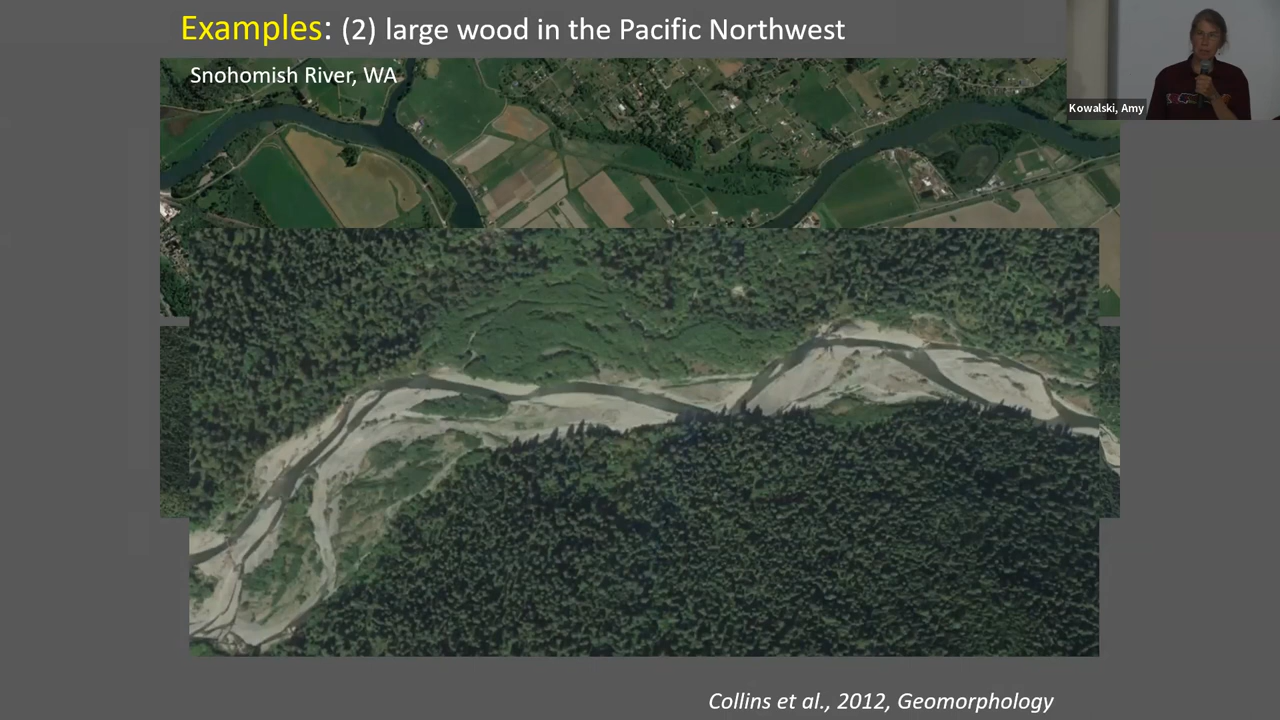 Examples: (2) large wood in the Pacific Northwest
Snohomish River, WA
Kowalski, Amy
Collins et al., 2012, Geomorphology